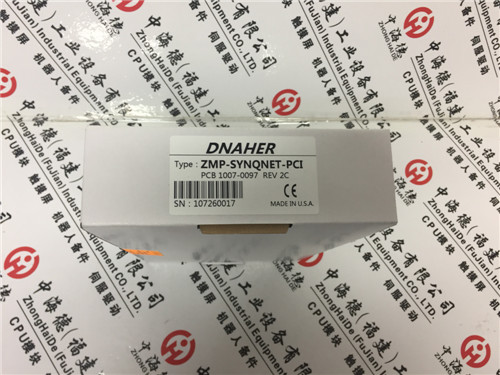 DNAHER
Type : ZMP-SYNQNET-PCI
PCB 1007-0097 REV 2C
SN : 107260017
CE
MADE IN U.S.A.
中海德(福建)工业设备有限公司
ZhongHaiDe(FuJian)Industrial Equipment Co.,LTD.
CPU模块 触摸屏 机器人备件 伺服驱动